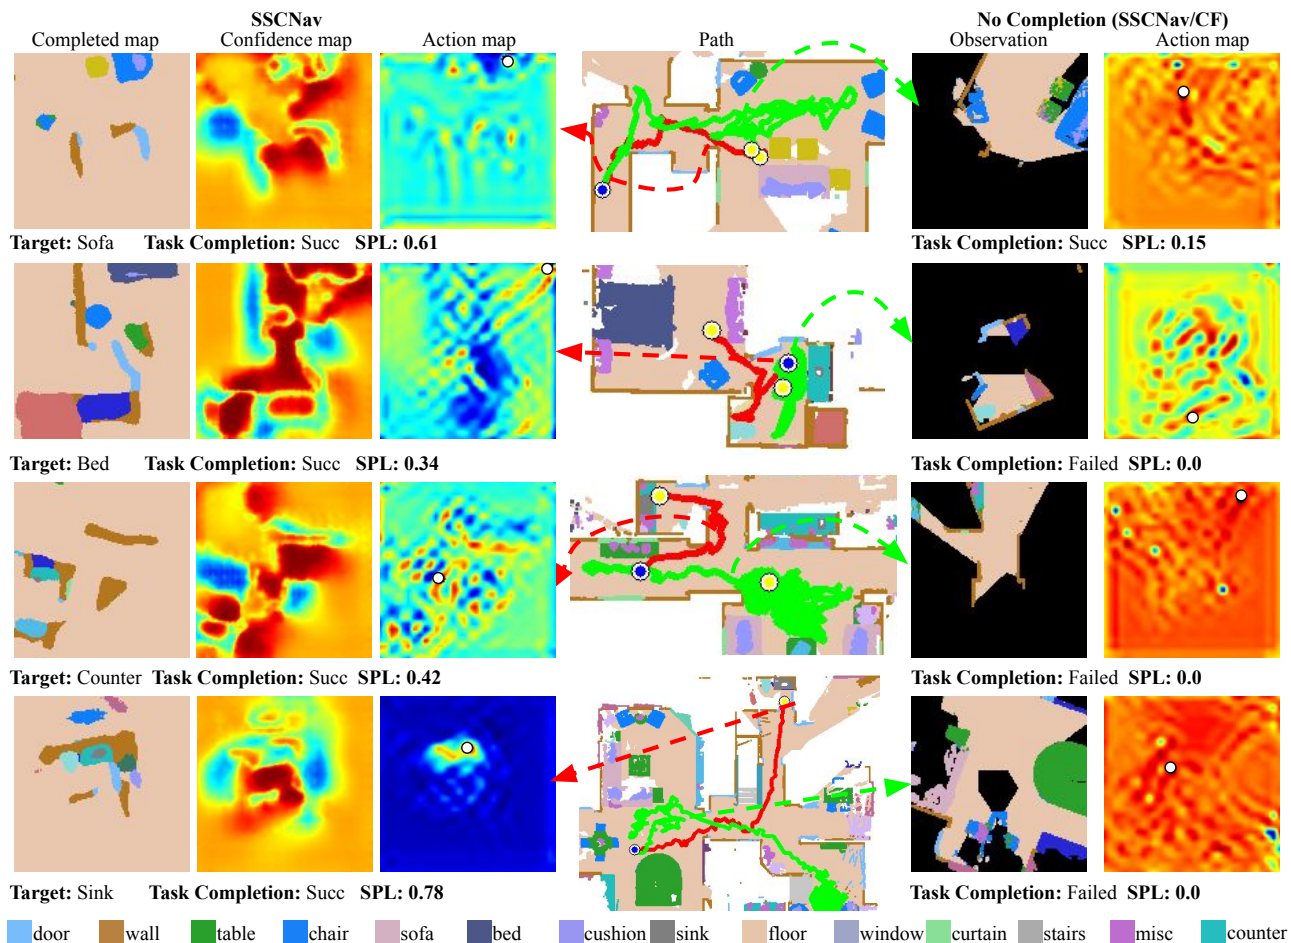 SSCNav
No Completion (SSCNav/CF)
Completed map Confidence map Action map Path Observation Action map
Target: Sofa Task Completion: Succ SPL: 0.61
Task Completion: Succ SPL: 0.15
Target: Bed Task Completion: Succ SPL: 0.34
Task Completion: Failed SPL: 0.0
Target: Counter Task Completion: Succ SPL: 0.42
Task Completion: Failed SPL: 0.0
Target: Sink Task Completion: Succ SPL: 0.78
Task Completion: Failed SPL: 0.0
door wall table chair sofa bed cushion sink floor window curtain stairs misc counter